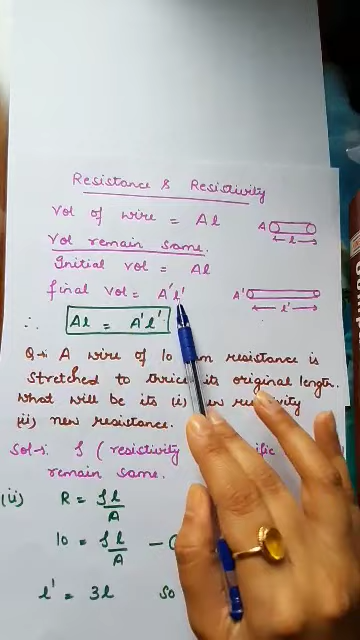 Resistance & Resistivity
Vol of wire = Al
A
l
Vol remain same.
Initial vol = Al
final vol = A'l'
A'
l'
∴ Al = A'l'
Q-: A wire of 10 resistance is
stretched to thrice its original length.
What will be its (i) resistivity
(ii) new resistance.
Sol-: ρ (resistivity
remain same.
(ii) R = ρl/A
10 = ρl/A
l' = 3l So